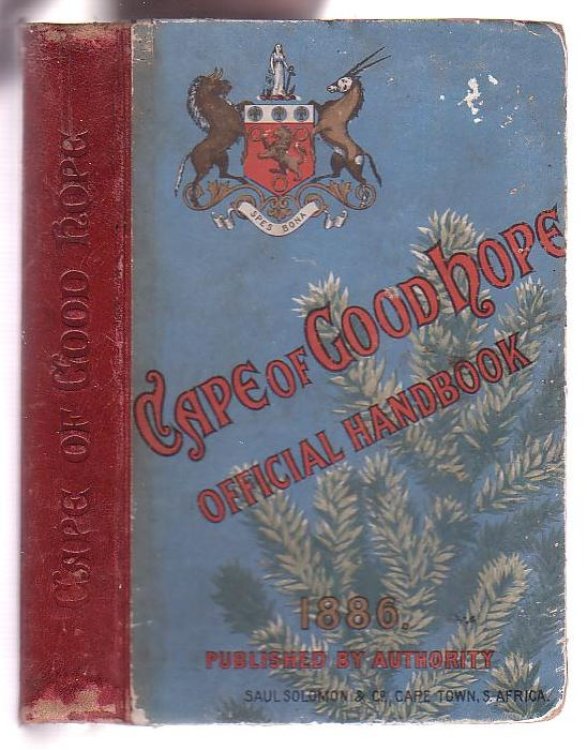 CAPE OF GOOD HOPE
SPES BONA
CAPE OF GOOD HOPE
OFFICIAL HANDBOOK
1886.
PUBLISHED BY AUTHORITY
SAUL SOLOMON & Co, CAPE TOWN, S. AFRICA.